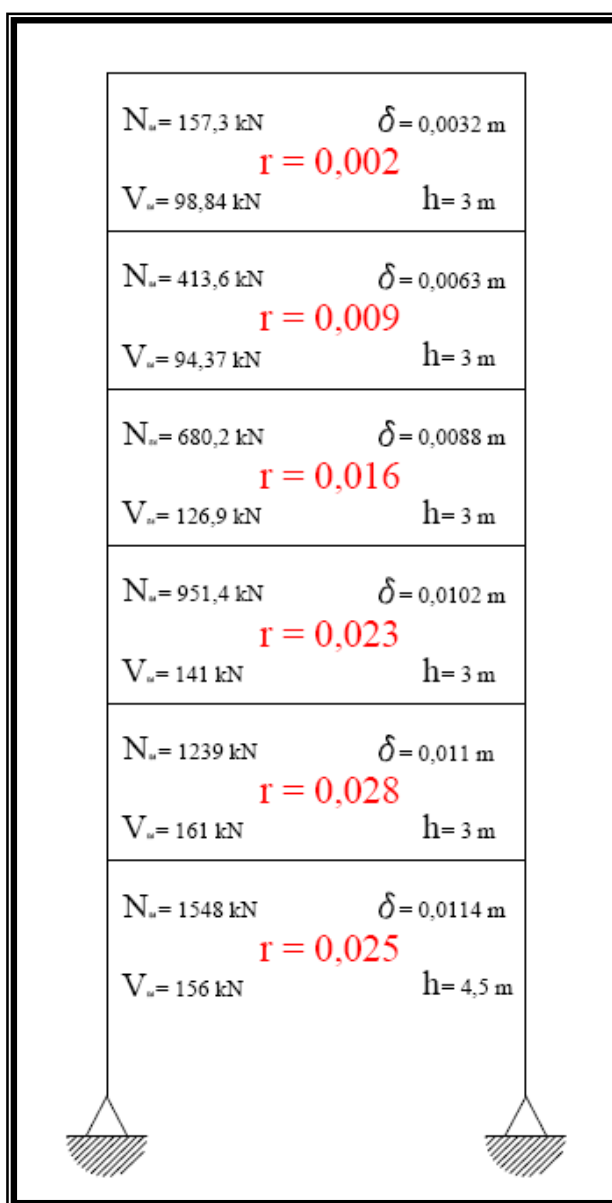 Nᵤ= 157,3 kN δ= 0,0032 m
r = 0,002
Vᵤ= 98,84 kN h= 3 m
Nᵤ= 413,6 kN δ= 0,0063 m
r = 0,009
Vᵤ= 94,37 kN h= 3 m
Nᵤ= 680,2 kN δ= 0,0088 m
r = 0,016
Vᵤ= 126,9 kN h= 3 m
Nᵤ= 951,4 kN δ= 0,0102 m
r = 0,023
Vᵤ= 141 kN h= 3 m
Nᵤ= 1239 kN δ= 0,011 m
r = 0,028
Vᵤ= 161 kN h= 3 m
Nᵤ= 1548 kN δ= 0,0114 m
r = 0,025
Vᵤ= 156 kN h= 4,5 m